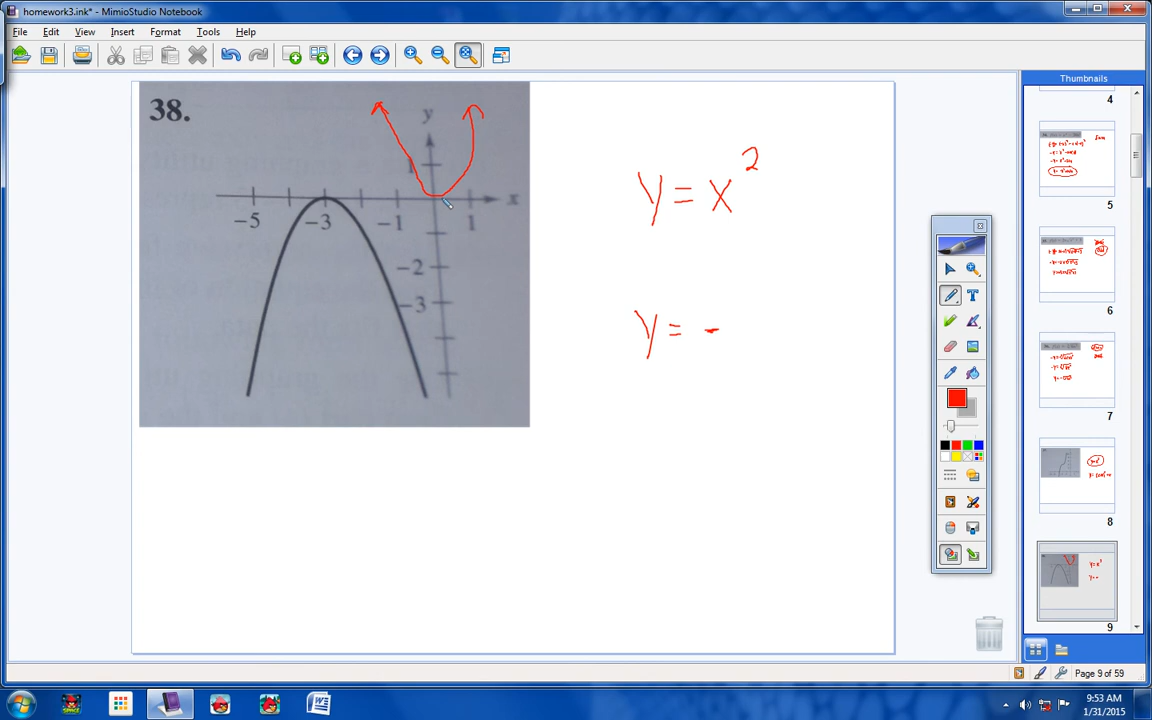 homework3.ink* - MimioStudio Notebook
File Edit View Insert Format Tools Help
Thumbnails
38.
y
1
x
-5 -3 -1 1
-2
-3
y = x²
y = -
T
4
5
6
7
8
9
Page 9 of 59
9:53 AM
1/31/2015